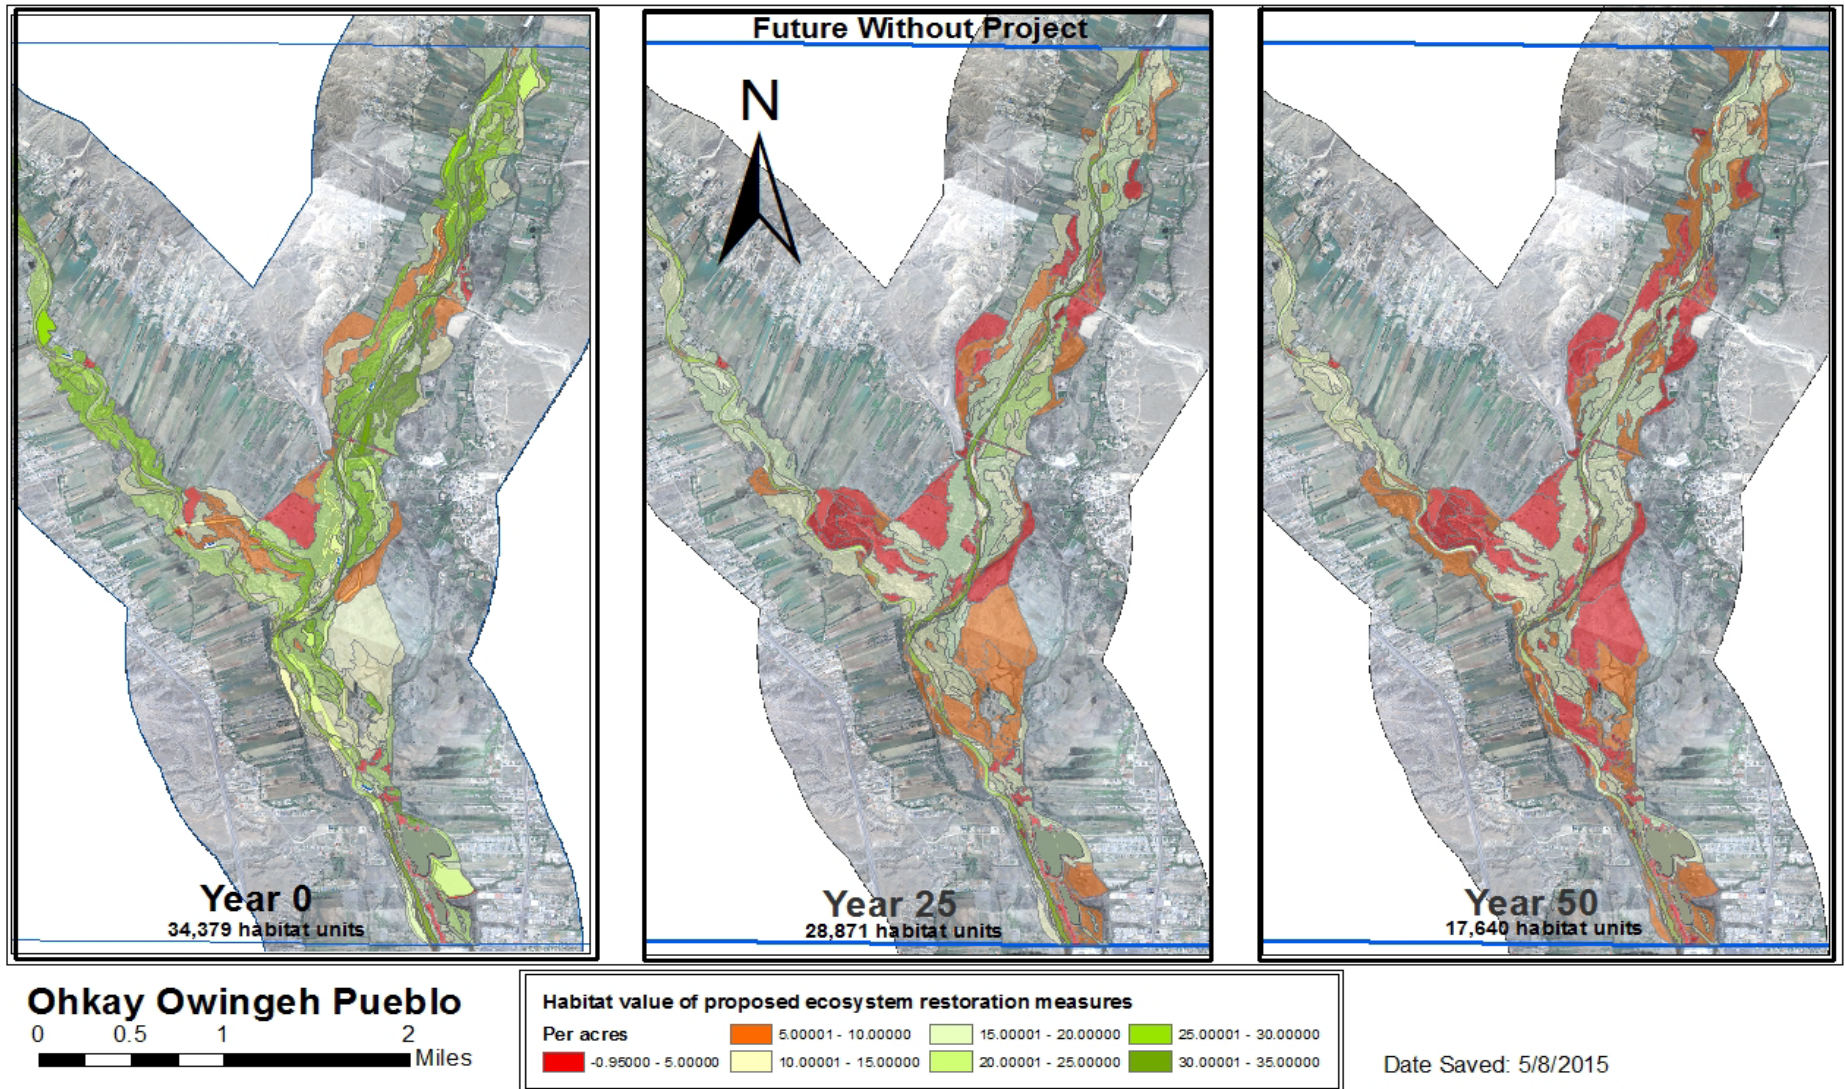 Future Without Project
N
Year 0
34,379 habitat units
Year 25
28,871 habitat units
Year 50
17,640 habitat units
Ohkay Owingeh Pueblo
0 0.5 1 2
Miles
Habitat value of proposed ecosystem restoration measures
Per acres
-0.95000 - 5.00000
5.00001 - 10.00000
10.00001 - 15.00000
15.00001 - 20.00000
20.00001 - 25.00000
25.00001 - 30.00000
30.00001 - 35.00000
Date Saved: 5/8/2015